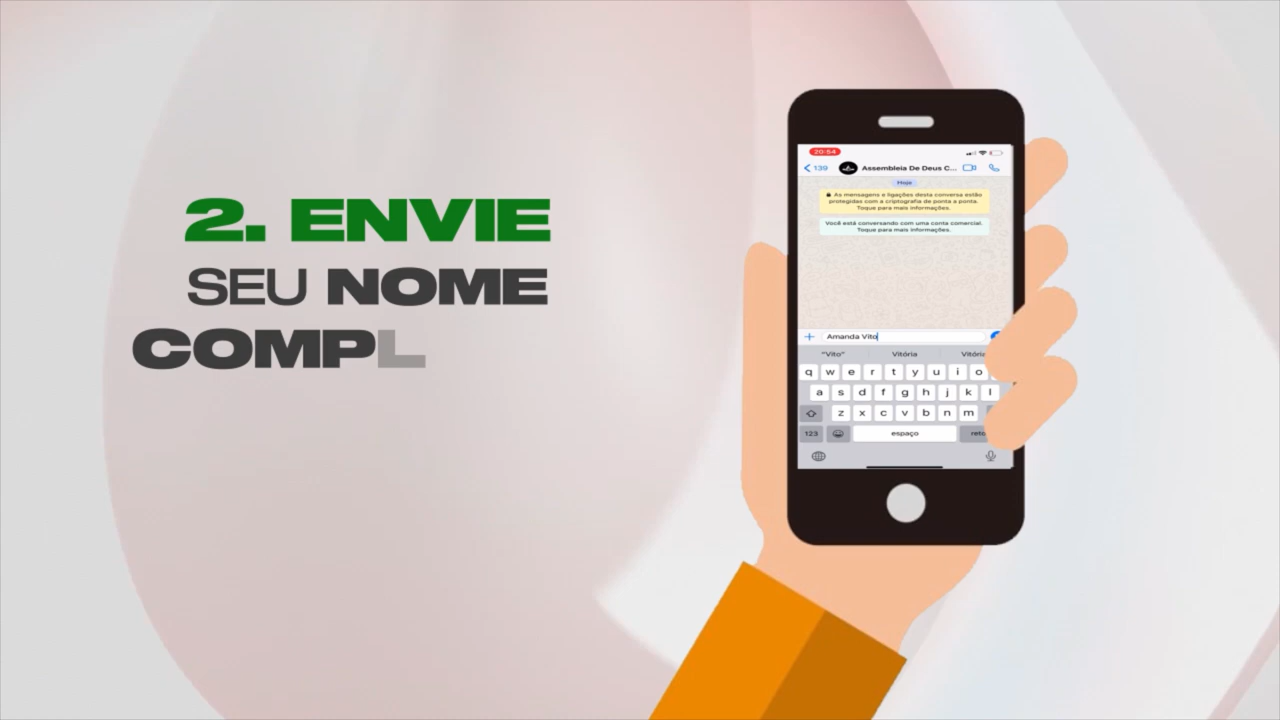 2. ENVIE
SEU NOME
COMPL
20:54
139
Assembleia De Deus C...
Hoje
As mensagens e ligações desta conversa estão
protegidas com a criptografia de ponta a ponta.
Toque para mais informações.
Você está conversando com uma conta comercial.
Toque para mais informações.
Amanda Vito
"Vito" Vitória Vitória
q w e r t y u i o
a s d f g h j k l
z x c v b n m
123 espaço reto